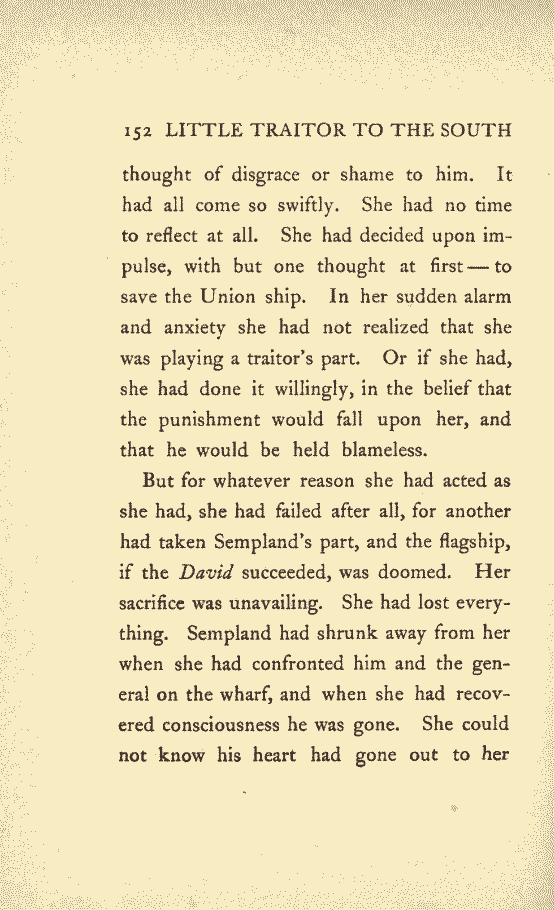 152 LITTLE TRAITOR TO THE SOUTH
thought of disgrace or shame to him. It
had all come so swiftly. She had no time
to reflect at all. She had decided upon im-
pulse, with but one thought at first — to
save the Union ship. In her sudden alarm
and anxiety she had not realized that she
was playing a traitor's part. Or if she had,
she had done it willingly, in the belief that
the punishment would fall upon her, and
that he would be held blameless.
But for whatever reason she had acted as
she had, she had failed after all, for another
had taken Sempland's part, and the flagship,
if the David succeeded, was doomed. Her
sacrifice was unavailing. She had lost every-
thing. Sempland had shrunk away from her
when she had confronted him and the gen-
eral on the wharf, and when she had recov-
ered consciousness he was gone. She could
not know his heart had gone out to her